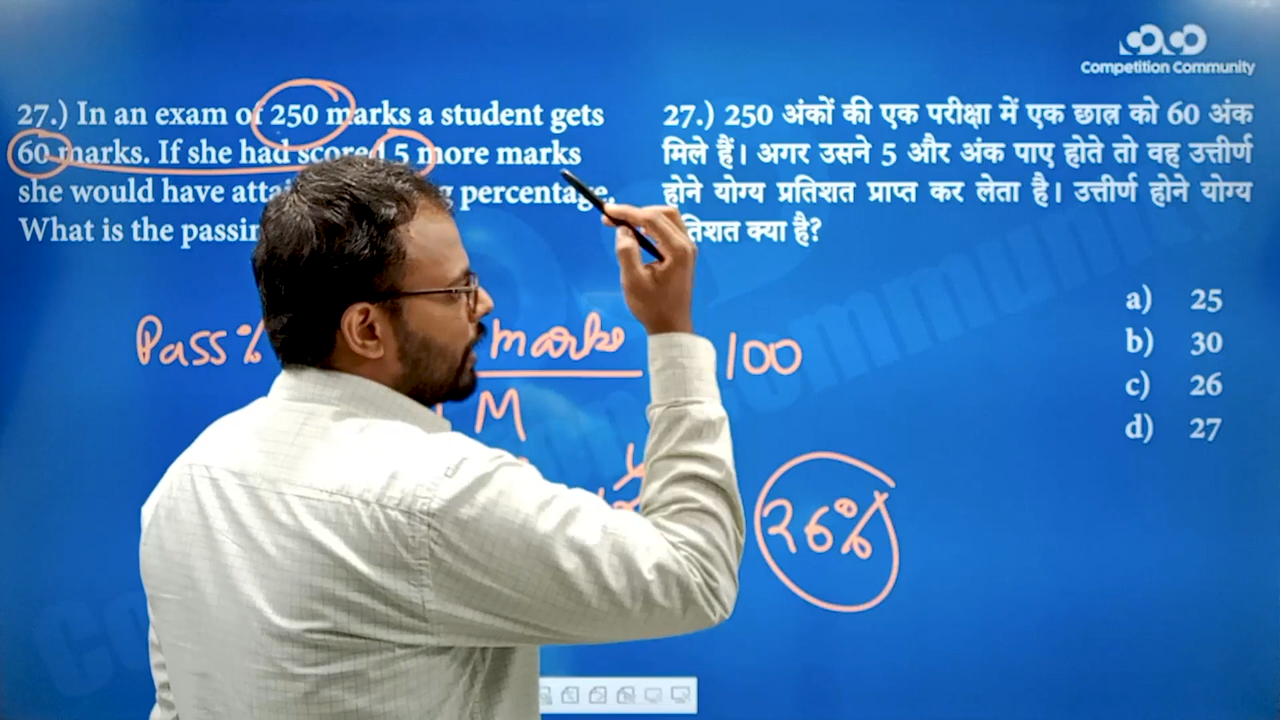 Competition Community
27.) In an exam of 250 marks a student gets
60 marks. If she had scored 5 more marks
she would have percentage.
What is the
27.) 250 अंकों की एक परीक्षा में एक छात्र को 60 अंक
मिले हैं। अगर उसने 5 और अंक पाए होते तो वह उत्तीर्ण
होने योग्य प्रतिशत प्राप्त कर लेता है। उत्तीर्ण होने योग्य
क्या है?
a) 25
b) 30
c) 26
d) 27
Pass % marks 100
M
26%